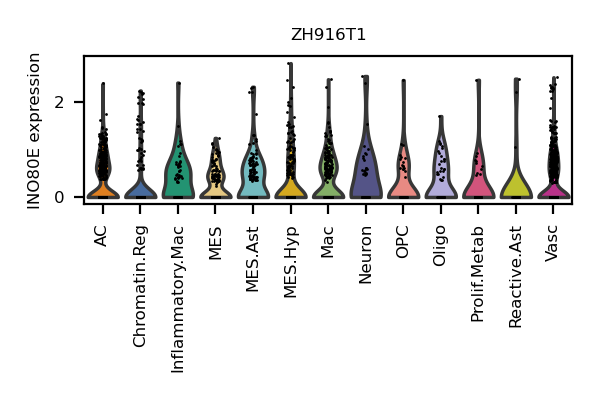 ZH916T1
INO80E expression
2
0
AC
Chromatin.Reg
Inflammatory.Mac
MES
MES.Ast
MES.Hyp
Mac
Neuron
OPC
Oligo
Prolif.Metab
Reactive.Ast
Vasc